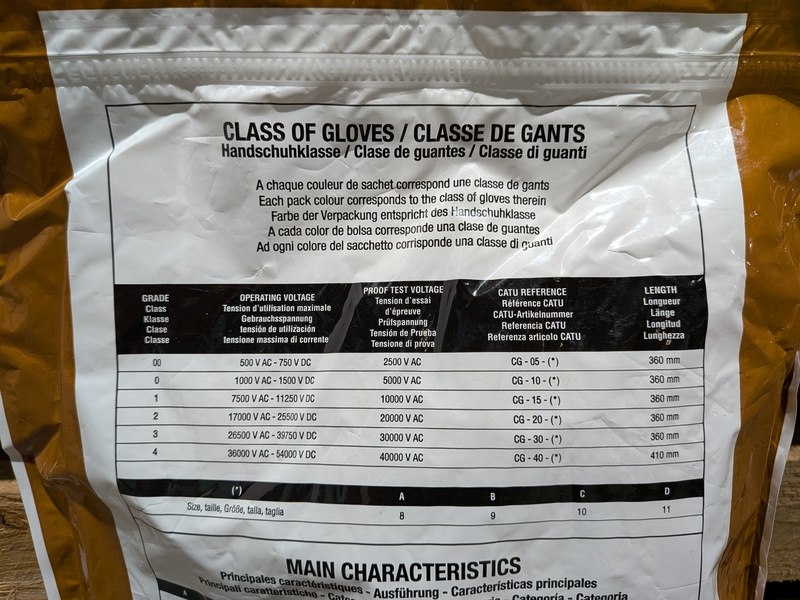 CLASS OF GLOVES / CLASSE DE GANTS
Handschuhklasse / Clase de guantes / Classe di guanti
A chaque couleur de sachet correspond une classe de gants
Each pack colour corresponds to the class of gloves therein
Farbe der Verpackung entspricht des Handschuhklasse
A cada color de bolsa corresponde una clase de guantes
Ad ogni colore del sacchetto corrisponde una classe di guanti
GRADE
Class
Klasse
Clase
Classe
OPERATING VOLTAGE
Tension d'utilisation maximale
Gebrauchsspannung
tensión de utilización
tensione massima di corrente
PROOF TEST VOLTAGE
Tension d'essai
d'épreuve
Prüfspannung
Tensión de Prueba
Tensione di prova
CATU REFERENCE
Référence CATU
CATU-Artikelnummer
Referencia CATU
Referenza articolo CATU
LENGTH
Longueur
Länge
Longitud
Lunghezza
00 500 V AC - 750 V DC 2500 V AC CG - 05 - (*) 360 mm
0 1000 V AC - 1500 V DC 5000 V AC CG - 10 - (*) 360 mm
1 7500 V AC - 11250 V DC 10000 V AC CG - 15 - (*) 360 mm
2 17000 V AC - 25500 V DC 20000 V AC CG - 20 - (*) 360 mm
3 26500 V AC - 39750 V DC 30000 V AC CG - 30 - (*) 360 mm
4 36000 V AC - 54000 V DC 40000 V AC CG - 40 - (*) 410 mm
(*) A B C D
Size, taille, Größe, talla, taglia 8 9 10 11
MAIN CHARACTERISTICS
Principales caractéristiques - Ausführung - Características principales
Principali caratteristiche - Categoria - Categoria